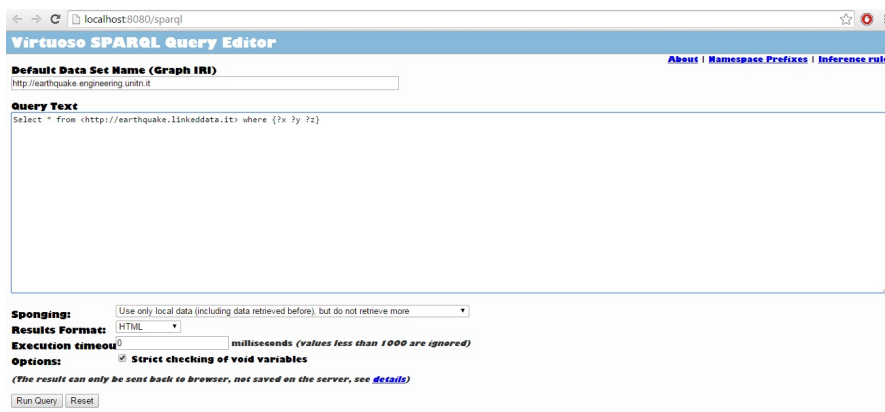 localhost:8080/sparql
Virtuoso SPARQL Query Editor
About | Namespace Prefixes | Inference rul
Default Data Set Name (Graph IRI)
http://earthquake.engineering.unitn.it
Query Text
Select * from <http://earthquake.linkeddata.it> where {?x ?y ?z}
Sponging: Use only local data (including data retrieved before), but do not retrieve more
Results Format: HTML
Execution timeou 0 milliseconds (values less than 1000 are ignored)
Options: Strict checking of void variables
(The result can only be sent back to browser, not saved on the server, see details)
Run Query Reset